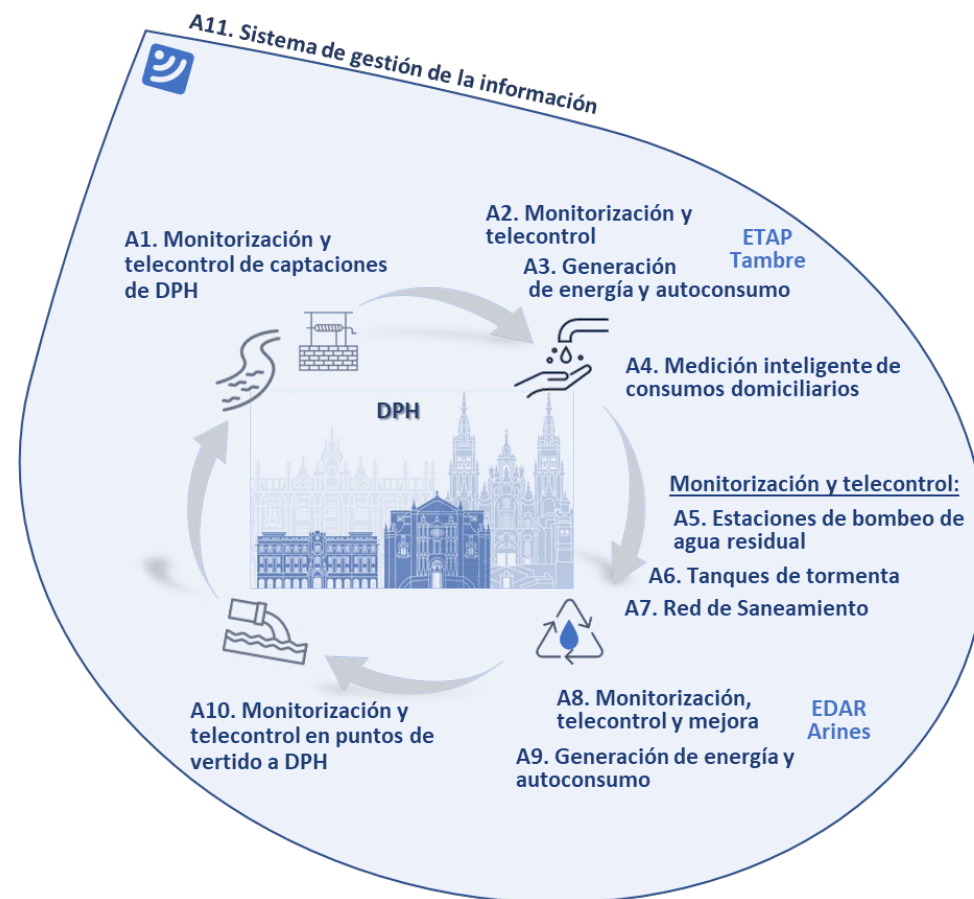 A11. Sistema de gestión de la información
A1. Monitorización y
telecontrol de captaciones
de DPH
A2. Monitorización y
telecontrol
ETAP
Tambre
A3. Generación
de energía y autoconsumo
A4. Medición inteligente de
consumos domiciliarios
DPH
Monitorización y telecontrol:
A5. Estaciones de bombeo de
agua residual
A6. Tanques de tormenta
A7. Red de Saneamiento
A8. Monitorización,
telecontrol y mejora
EDAR
Arines
A9. Generación de energía y
autoconsumo
A10. Monitorización y
telecontrol en puntos de
vertido a DPH